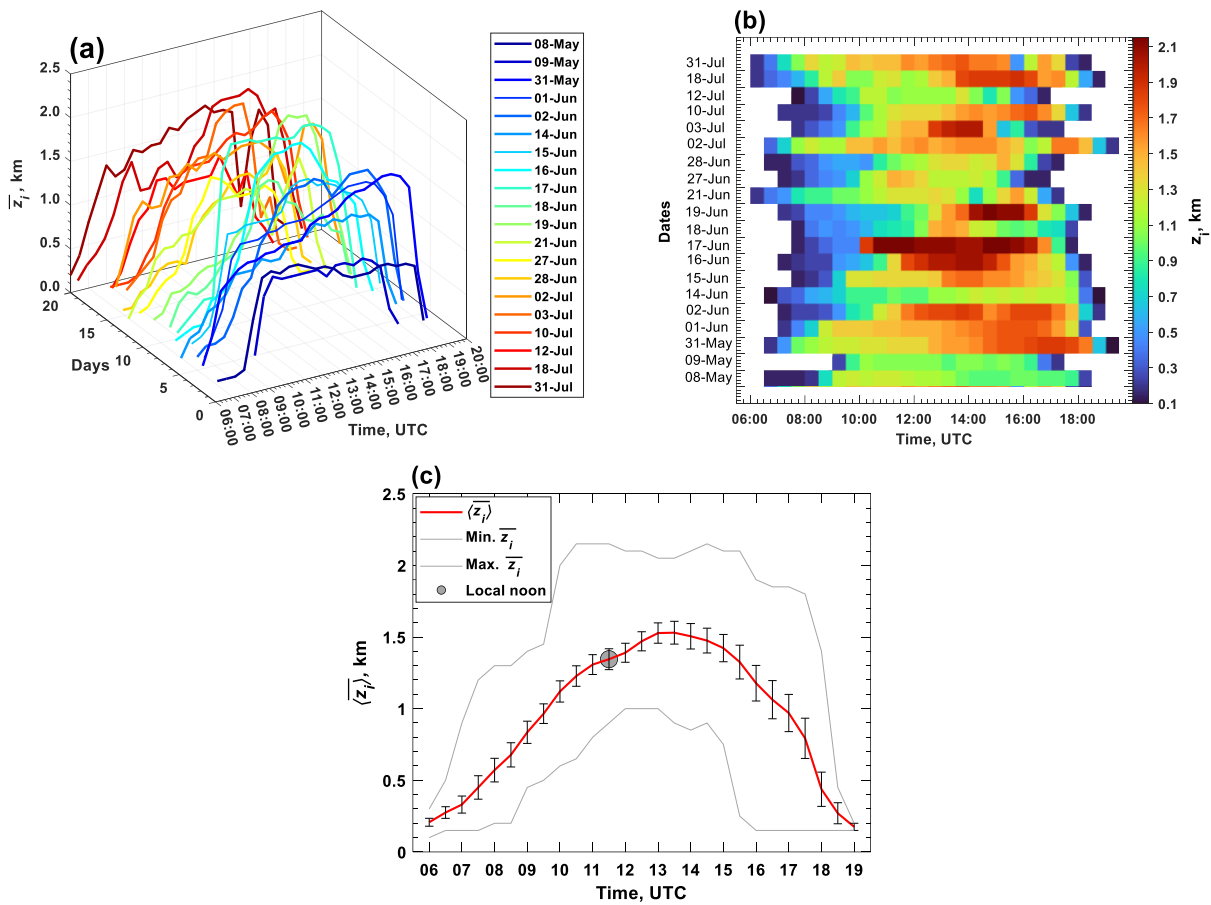 (a)
2.5
2.0
1.5
1.0
0.5
0.0
z_i, km
20
15
10
5
0
Days
06:00
07:00
08:00
09:00
10:00
11:00
12:00
13:00
14:00
15:00
16:00
17:00
18:00
19:00
20:00
Time, UTC
08-May
09-May
31-May
01-Jun
02-Jun
14-Jun
15-Jun
16-Jun
17-Jun
18-Jun
19-Jun
21-Jun
27-Jun
28-Jun
02-Jul
03-Jul
10-Jul
12-Jul
18-Jul
31-Jul
(b)
31-Jul
18-Jul
12-Jul
10-Jul
03-Jul
02-Jul
28-Jun
27-Jun
21-Jun
19-Jun
18-Jun
17-Jun
16-Jun
15-Jun
14-Jun
02-Jun
01-Jun
31-May
09-May
08-May
Dates
06:00 08:00 10:00 12:00 14:00 16:00 18:00
Time, UTC
2.1
1.9
1.7
1.5
1.3
1.1
0.9
0.7
0.5
0.3
0.1
z_i, km
(c)
2.5
2
1.5
1
0.5
0
⟨z_i⟩, km
⟨z_i⟩
Min. z_i
Max. z_i
Local noon
06 07 08 09 10 11 12 13 14 15 16 17 18 19
Time, UTC